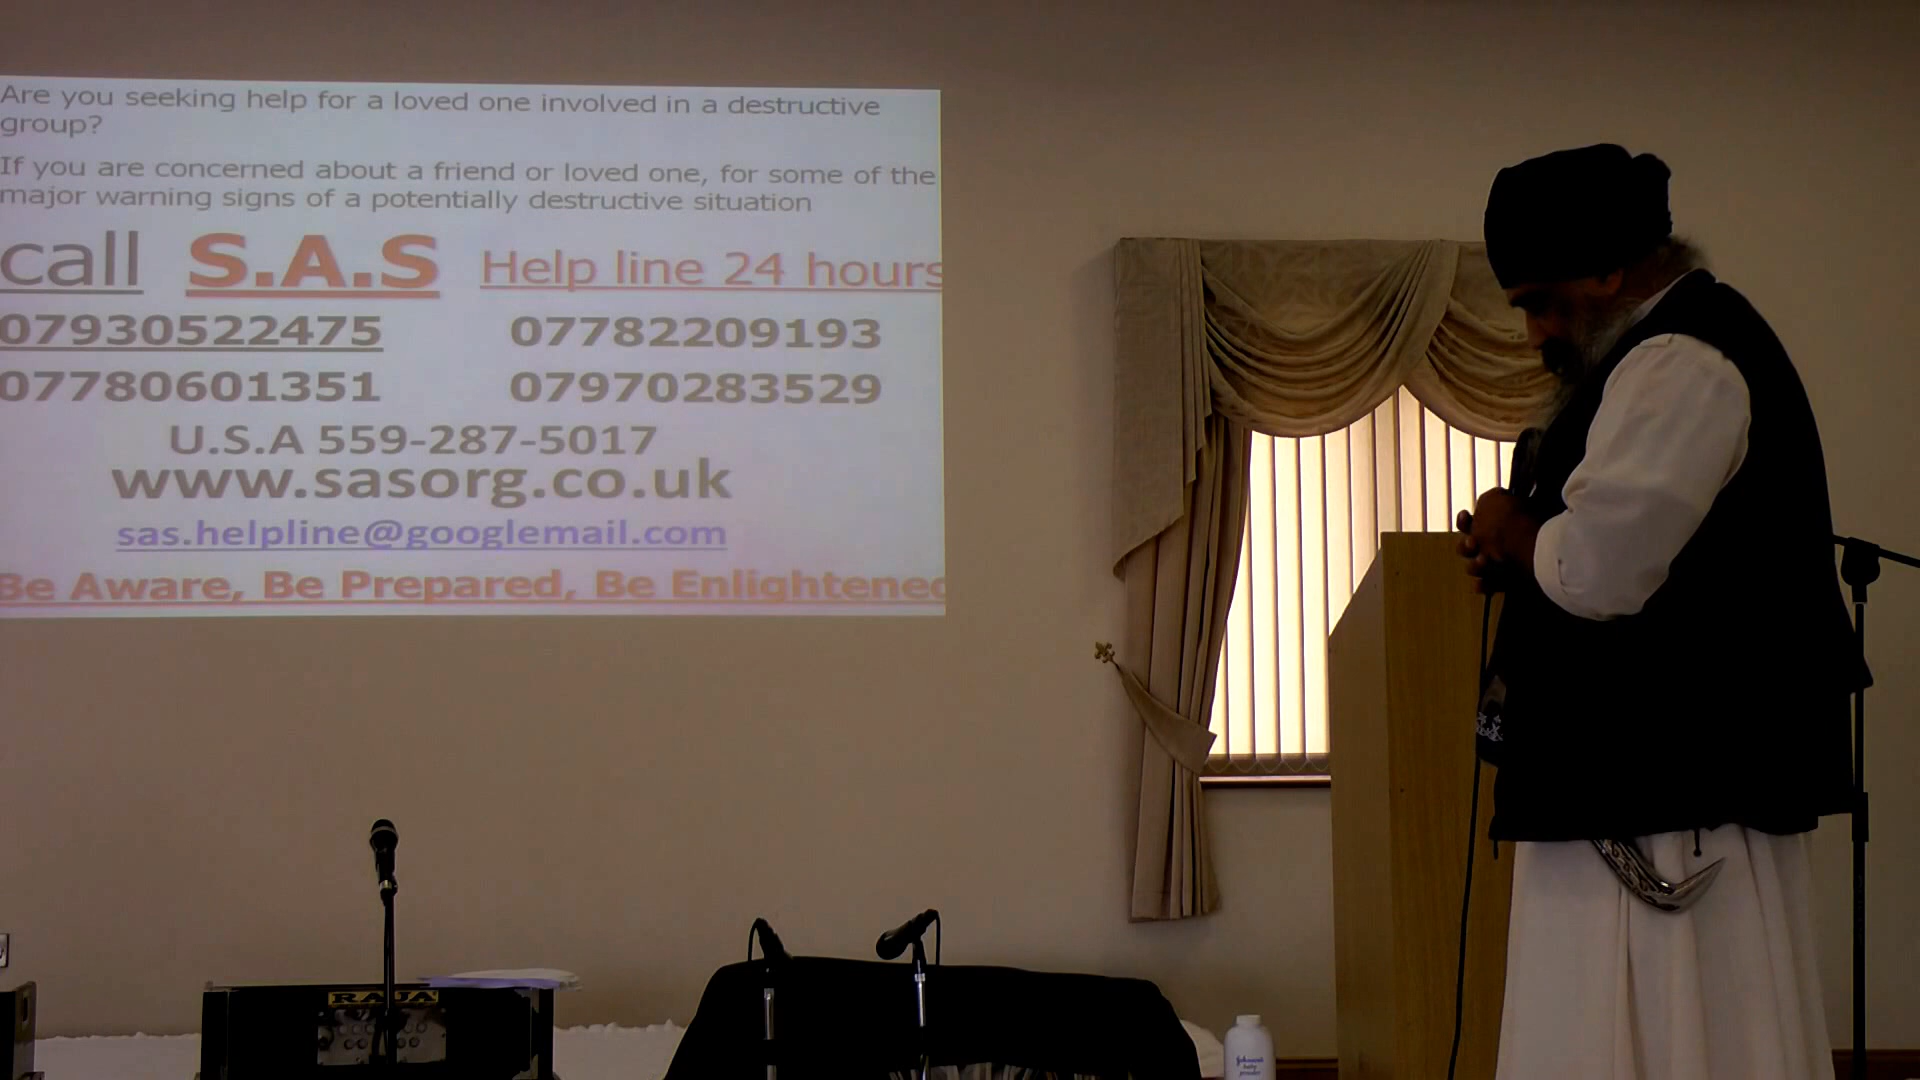 Are you seeking help for a loved one involved in a destructive
group?
If you are concerned about a friend or loved one, for some of the
major warning signs of a potentially destructive situation
call S.A.S Help line 24 hours
07930522475 07782209193
07780601351 07970283529
U.S.A 559-287-5017
www.sasorg.co.uk
sas.helpline@googlemail.com
Be Aware, Be Prepared, Be Enlightened
RAJA
Johnson's
baby
powder